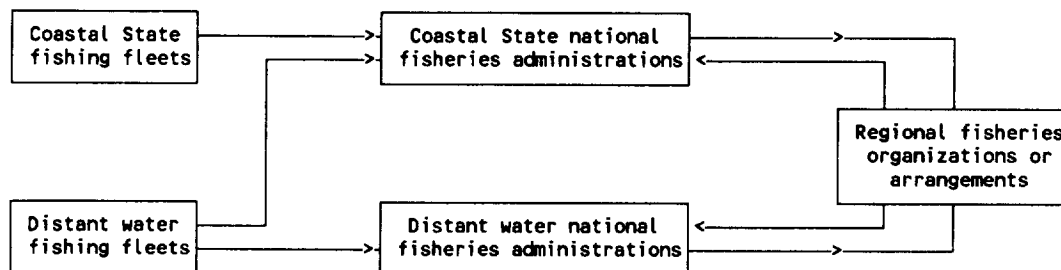 Coastal State
fishing fleets
Coastal State national
fisheries administrations
Regional fisheries
organizations or
arrangements
Distant water
fishing fleets
Distant water national
fisheries administrations